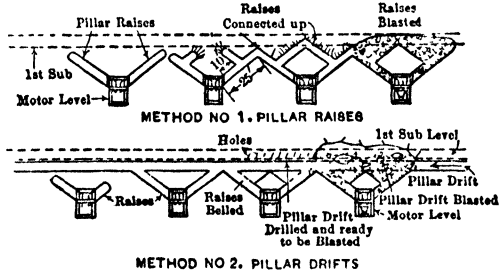 Pillar Raises
Raises
Connected up
Raises
Blasted
1st Sub
10'
25'
Motor Level
METHOD NO 1. PILLAR RAISES
Holes
1st Sub Level
Pillar Drift
Raises
Raises
Belled
Pillar Drift
Drilled and ready
to be Blasted
Pillar Drift Blasted
Motor Level
METHOD NO 2. PILLAR DRIFTS